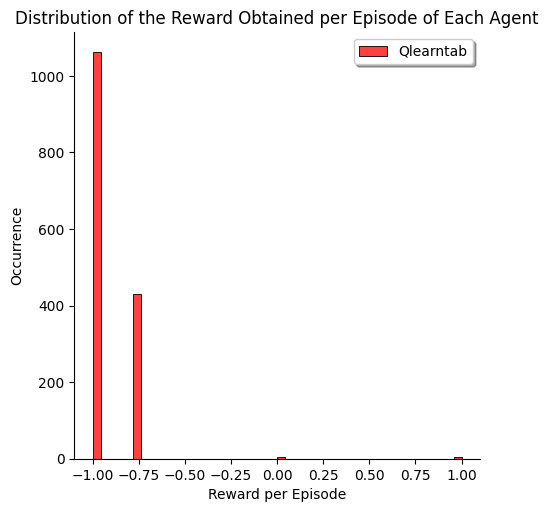 Distribution of the Reward Obtained per Episode of Each Agent
Qlearntab
1000
800
600
400
200
0
Occurrence
−1.00 −0.75 −0.50 −0.25 0.00 0.25 0.50 0.75 1.00
Reward per Episode